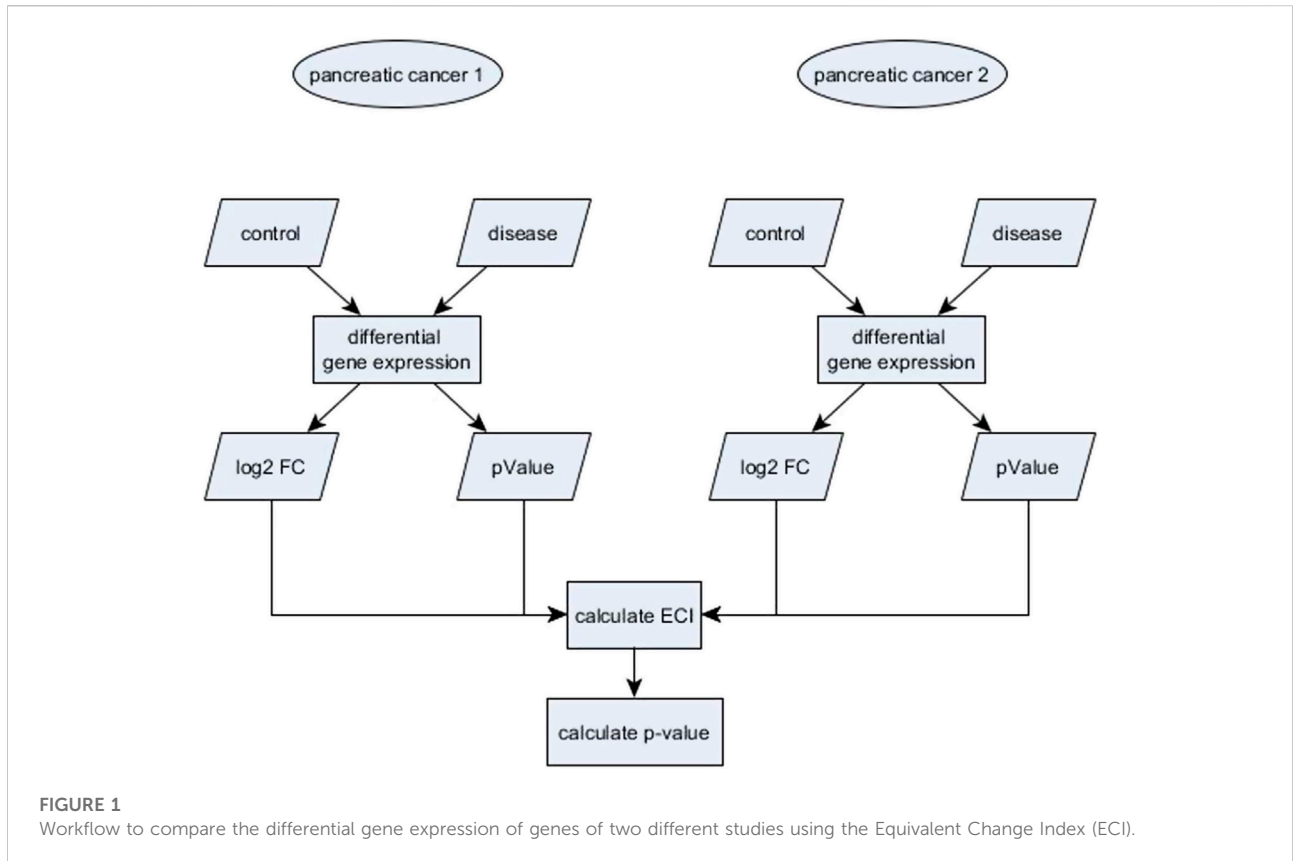 pancreatic cancer 1
pancreatic cancer 2
control
disease
control
disease
differential
gene expression
differential
gene expression
log2 FC
pValue
log2 FC
pValue
calculate ECI
calculate p-value
FIGURE 1
Workflow to compare the differential gene expression of genes of two different studies using the Equivalent Change Index (ECI).